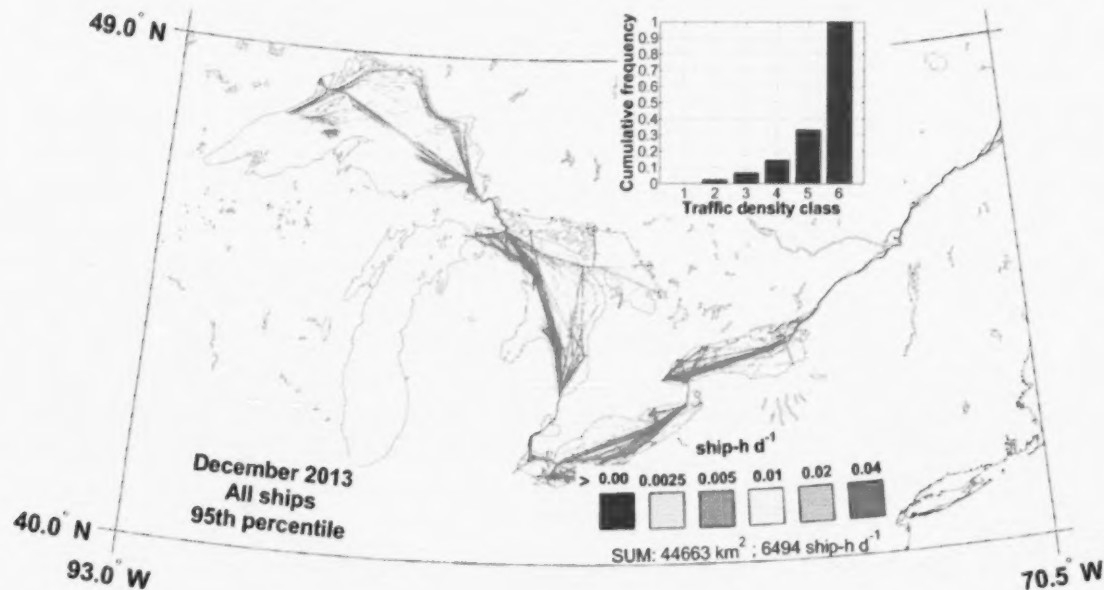 49.0° N
Cumulative frequency
1
0.9
0.8
0.7
0.6
0.5
0.4
0.3
0.2
0.1
0
1 2 3 4 5 6
Traffic density class
December 2013
All ships
95th percentile
ship-h d⁻¹
> 0.00 0.0025 0.005 0.01 0.02 0.04
SUM: 44663 km² ; 6494 ship-h d⁻¹
40.0° N
93.0° W
70.5° W